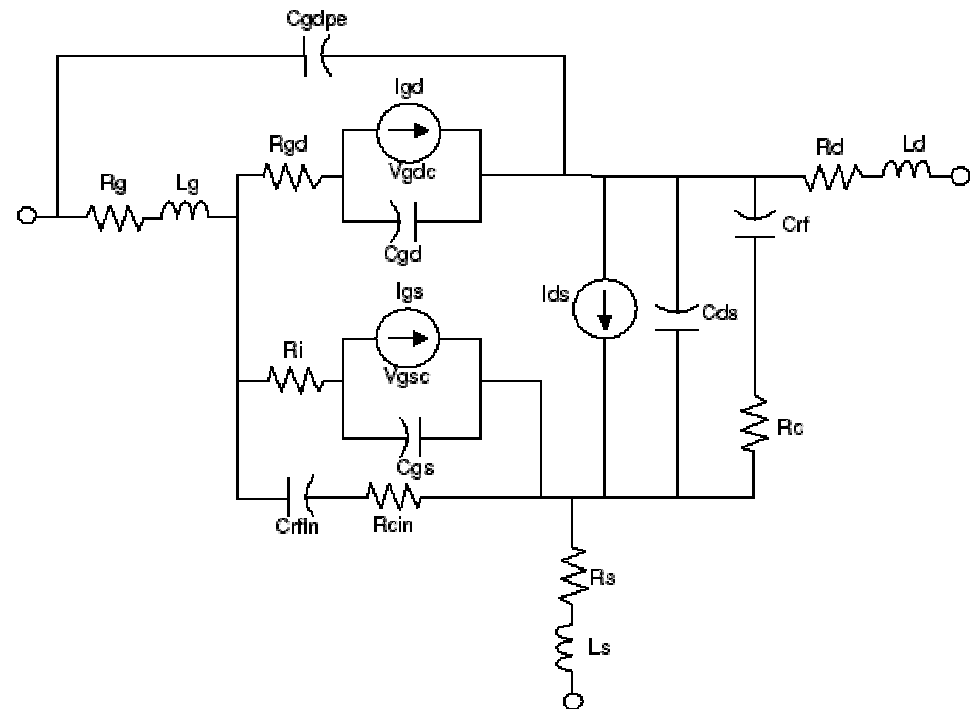 Cgdpe
Igd
Rgd
Vgdc
Rd
Ld
Rg
Lg
Crf
Cgd
Igs
Ids
Cds
Ri
Vgsc
Rc
Cgs
Crfin
Rcin
Rs
Ls